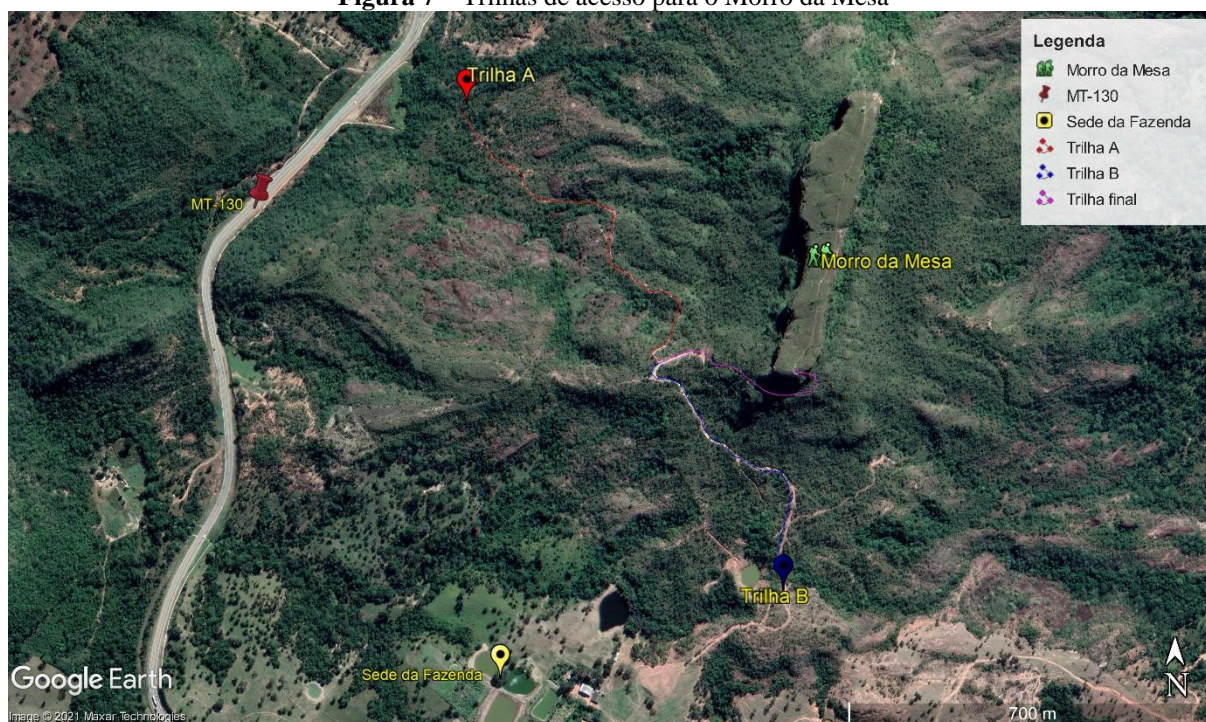 Figura 7 – Trilhas de acesso para o Morro da Mesa
Trilha A
Legenda
Morro da Mesa
MT-130
Sede da Fazenda
Trilha A
Trilha B
Trilha final
MT-130
Morro da Mesa
Trilha B
Sede da Fazenda
Google Earth
Image © 2021 Maxar Technologies
700 m
N